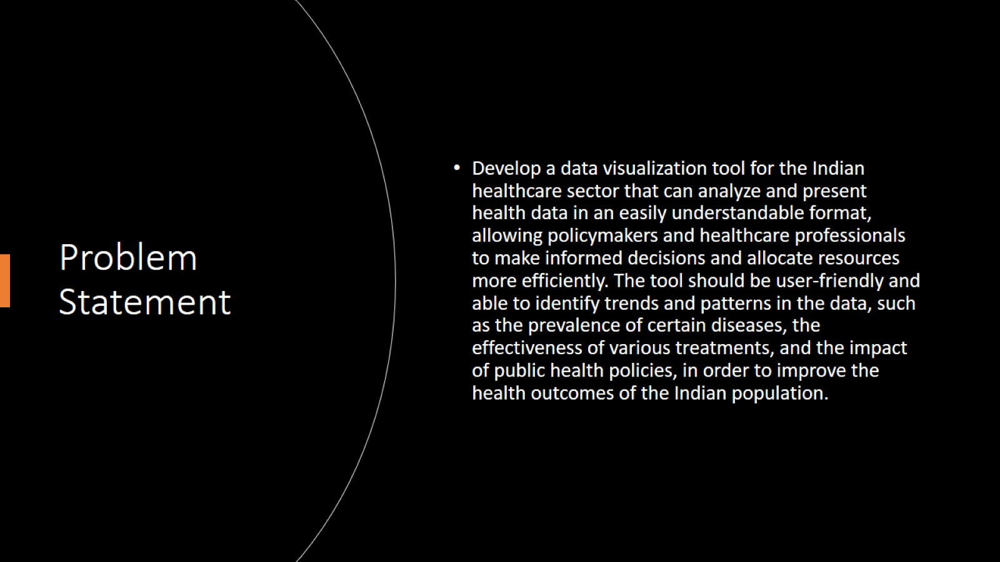 Problem
Statement
• Develop a data visualization tool for the Indian
healthcare sector that can analyze and present
health data in an easily understandable format,
allowing policymakers and healthcare professionals
to make informed decisions and allocate resources
more efficiently. The tool should be user-friendly and
able to identify trends and patterns in the data, such
as the prevalence of certain diseases, the
effectiveness of various treatments, and the impact
of public health policies, in order to improve the
health outcomes of the Indian population.